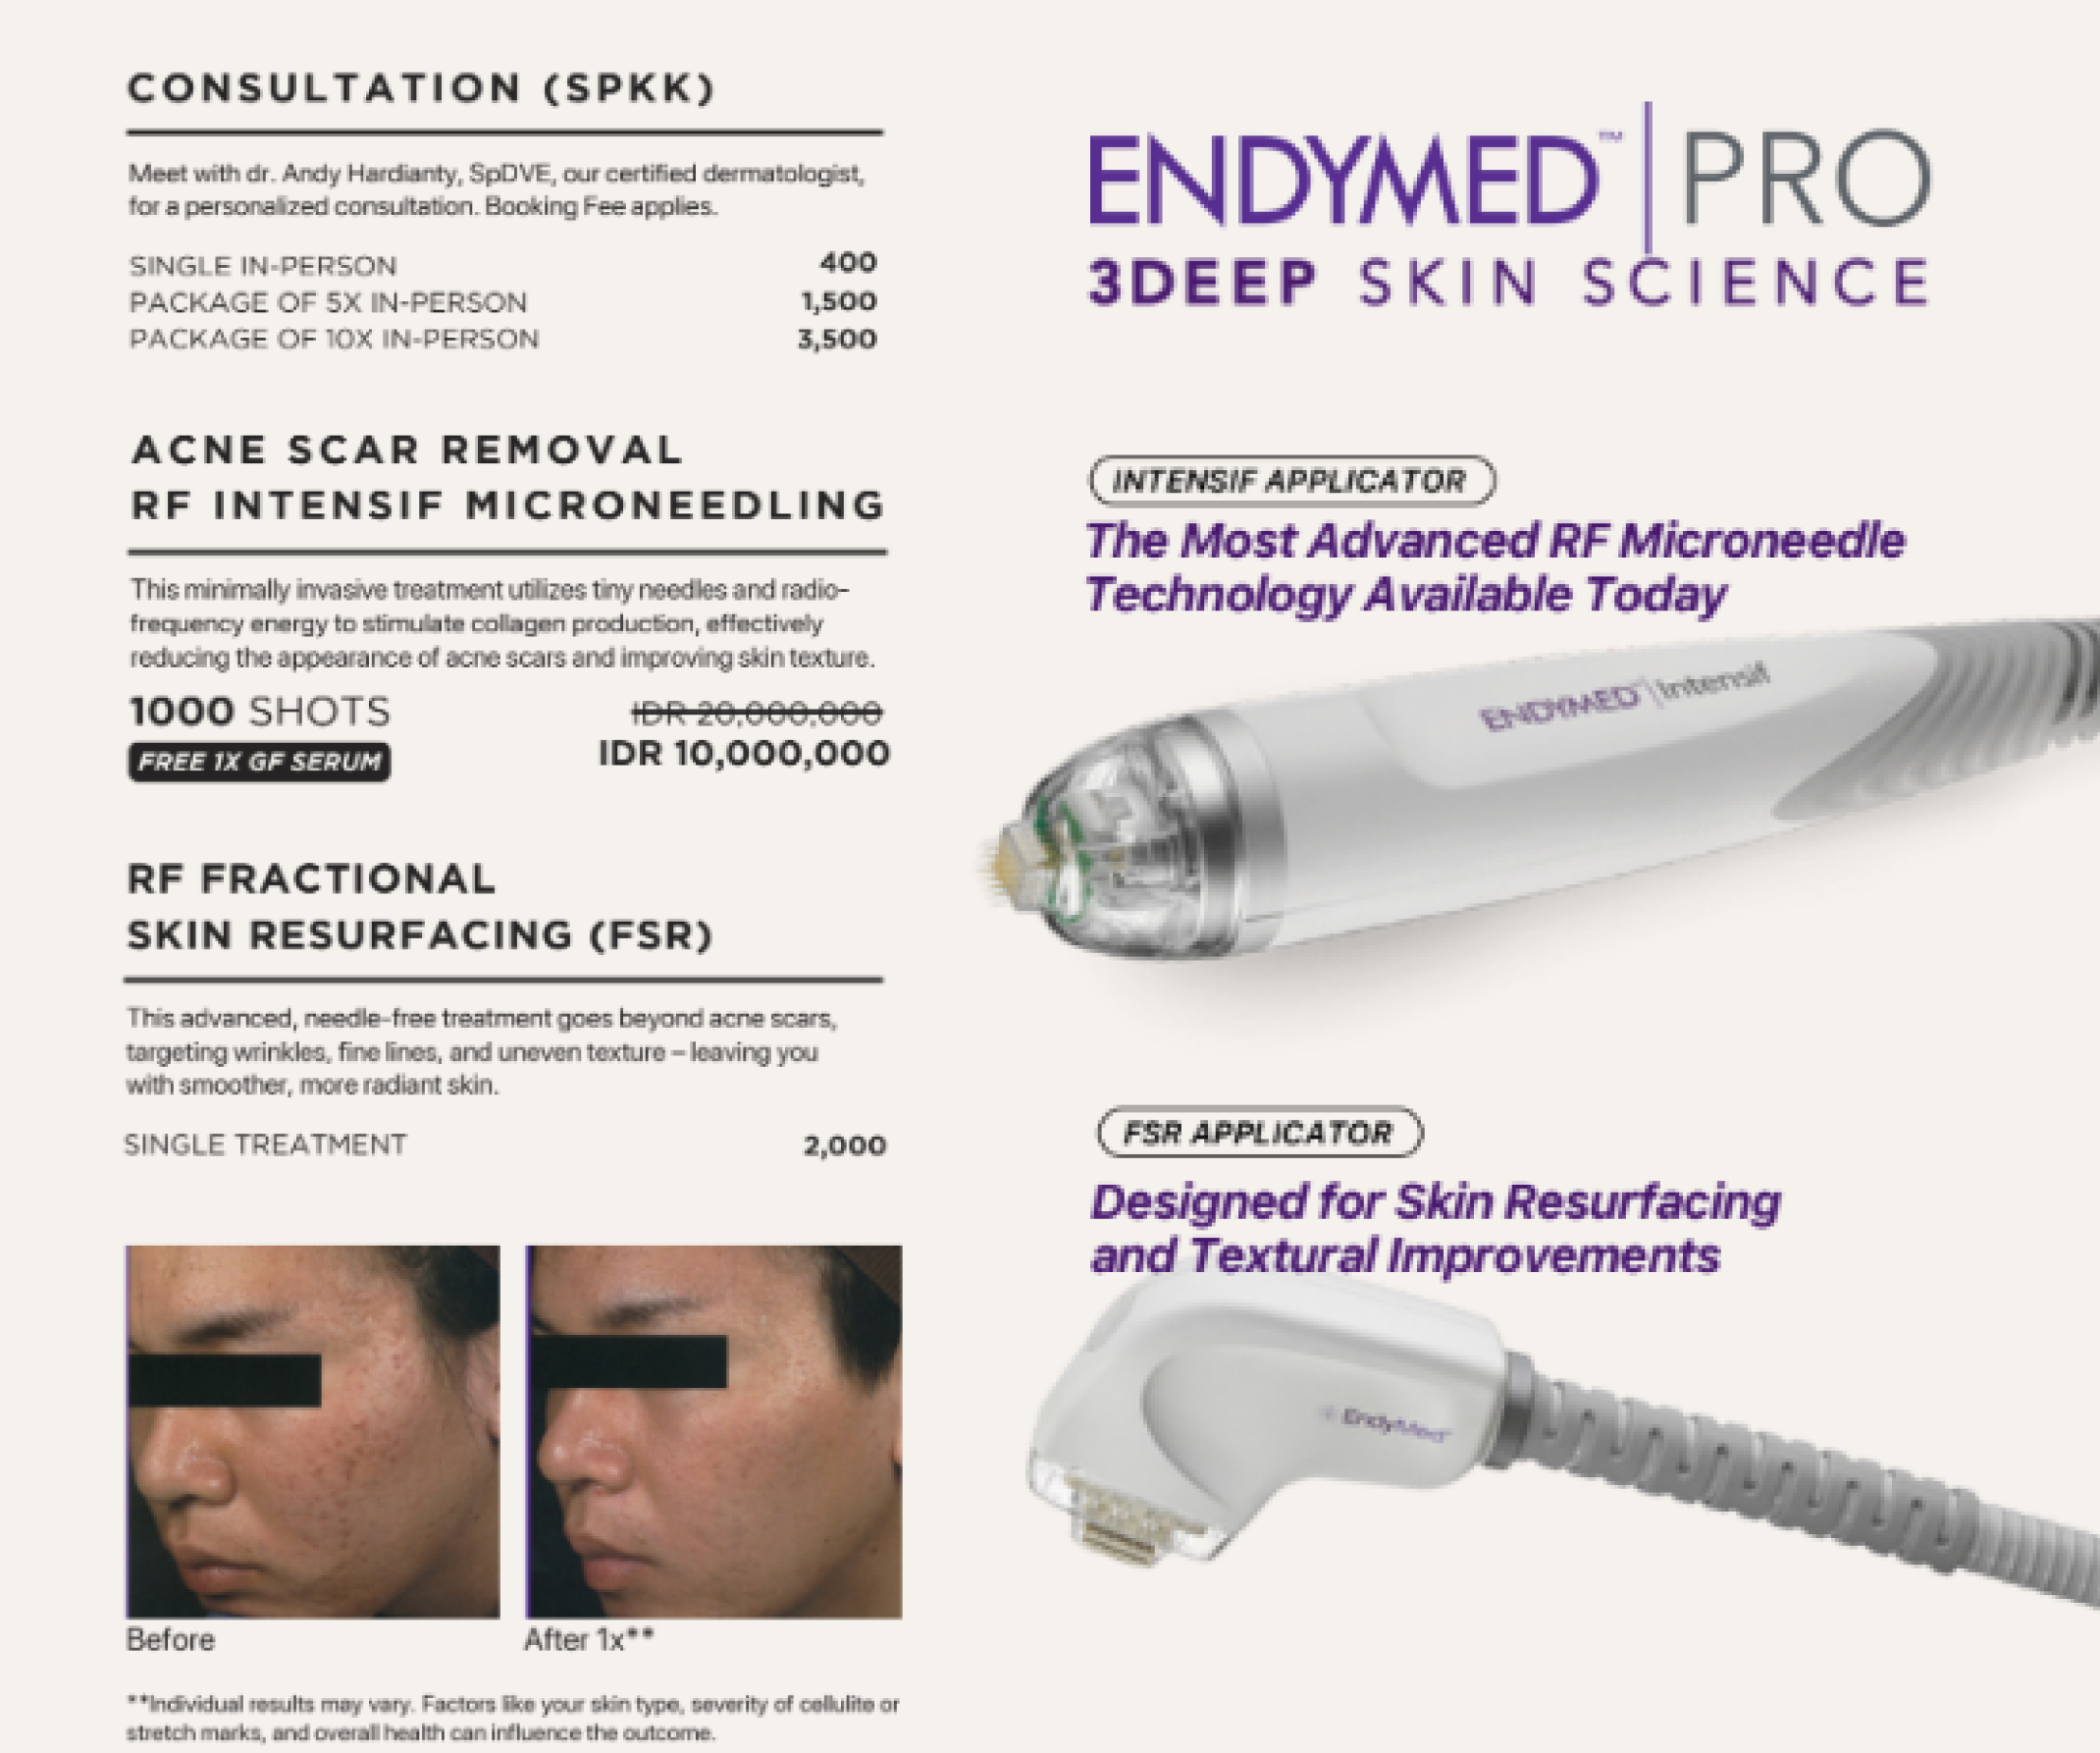 CONSULTATION (SPKK)
Meet with dr. Andy Hardianty, SpDVE, our certified dermatologist,
for a personalized consultation. Booking Fee applies.
SINGLE IN-PERSON 400
PACKAGE OF 5X IN-PERSON 1,500
PACKAGE OF 10X IN-PERSON 3,500
ACNE SCAR REMOVAL
RF INTENSIF MICRONEEDLING
This minimally invasive treatment utilizes tiny needles and radio-
frequency energy to stimulate collagen production, effectively
reducing the appearance of acne scars and improving skin texture.
1000 SHOTS IDR 20,000,000
FREE 1X GF SERUM IDR 10,000,000
RF FRACTIONAL
SKIN RESURFACING (FSR)
This advanced, needle-free treatment goes beyond acne scars,
targeting wrinkles, fine lines, and uneven texture – leaving you
with smoother, more radiant skin.
SINGLE TREATMENT 2,000
Before After 1x**
**Individual results may vary. Factors like your skin type, severity of cellulite or
stretch marks, and overall health can influence the outcome.
ENDYMED™ | PRO
3DEEP SKIN SCIENCE
INTENSIF APPLICATOR
The Most Advanced RF Microneedle
Technology Available Today
ENDYMED™ | Intensif
FSR APPLICATOR
Designed for Skin Resurfacing
and Textural Improvements
EndyMed™